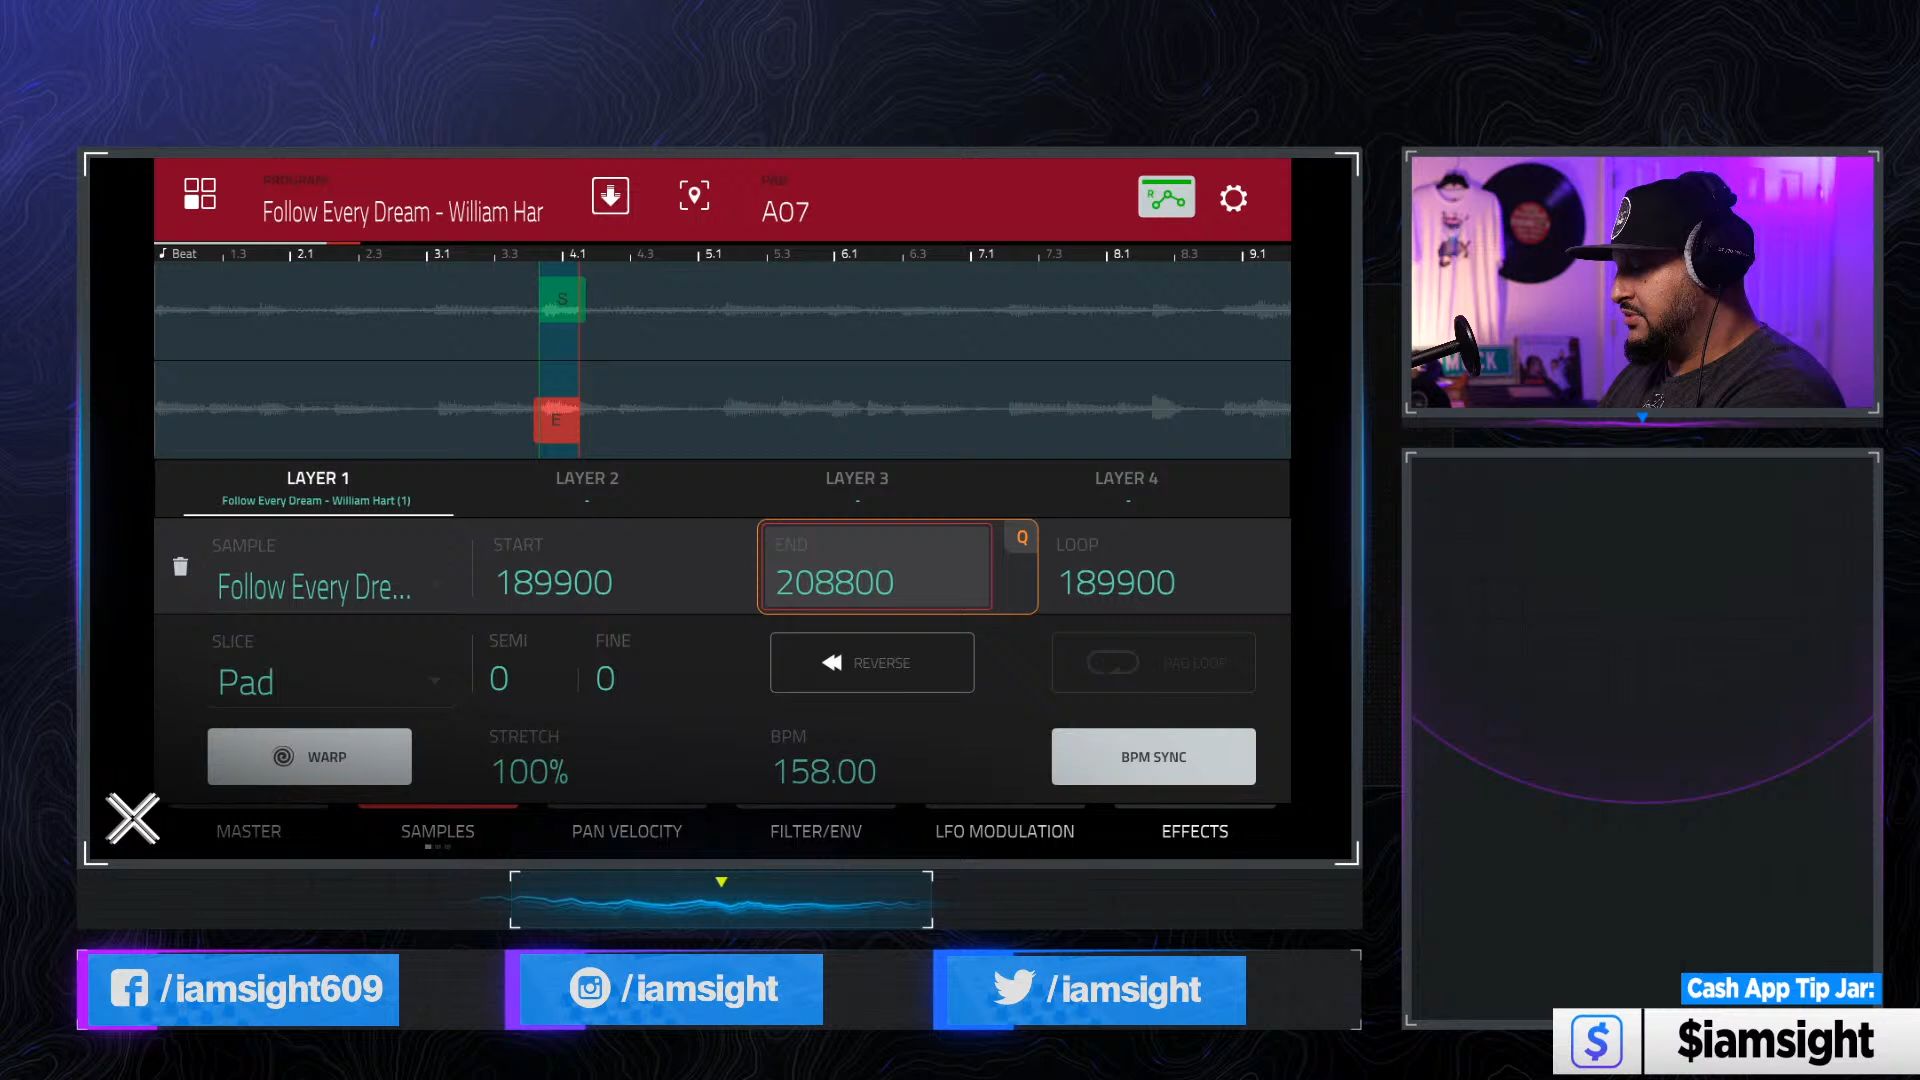 PROGRAM
Follow Every Dream - William Har
PAD
A07
R
Beat 1.3 2.1 2.3 3.1 3.3 4.1 4.3 5.1 5.3 6.1 6.3 7.1 7.3 8.1 8.3 9.1
S
E
LAYER 1
LAYER 2
LAYER 3
LAYER 4
Follow Every Dream - William Hart (1)
-
-
-
SAMPLE
START
END
Q
LOOP
Follow Every Dre...
189900
208800
189900
SLICE
SEMI
FINE
Pad
0
0
REVERSE
PAD LOOP
WARP
STRETCH
100%
BPM
158.00
BPM SYNC
MASTER
SAMPLES
PAN VELOCITY
FILTER/ENV
LFO MODULATION
EFFECTS
/iamsight609
/iamsight
/iamsight
Cash App Tip Jar:
$
$iamsight